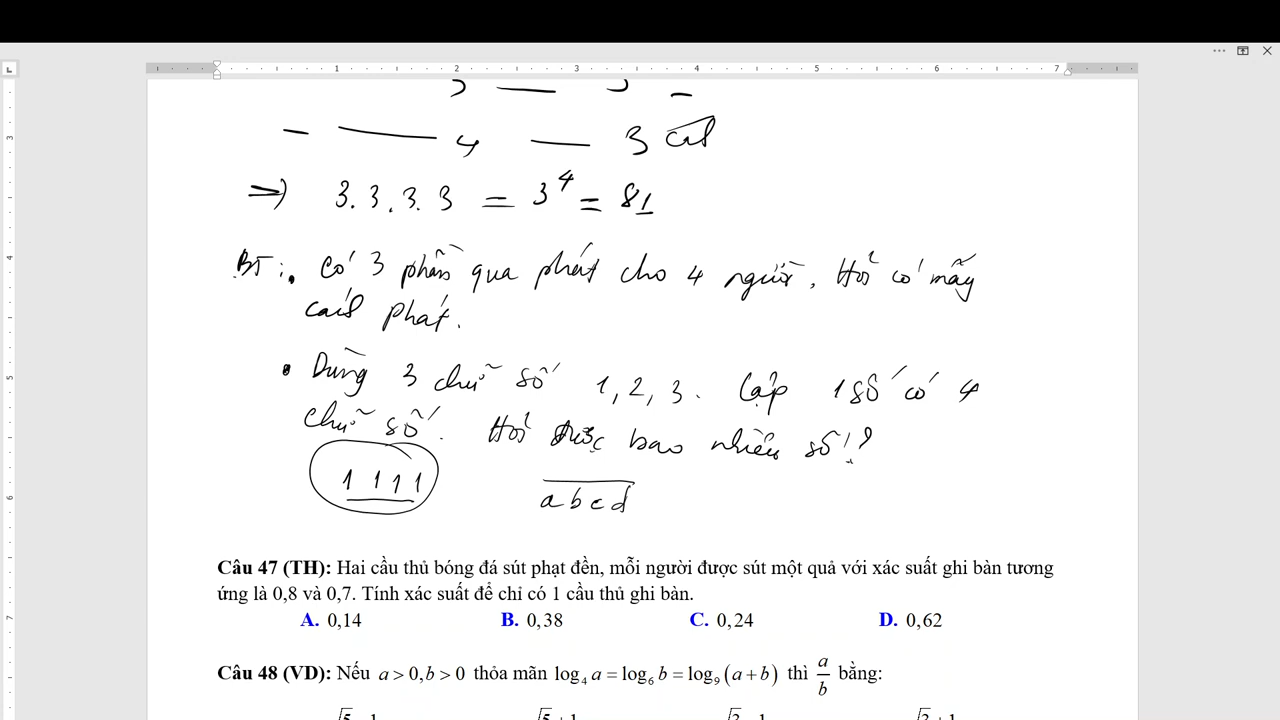 4 3 cách
=> 3.3.3.3 = 3^4 = 81
BT: . Có 3 phần quà phát cho 4 người. Hỏi có mấy
cách phát.
• Dùng 3 chữ số 1, 2, 3. Lập 1 số có 4
chữ số. Hỏi được bao nhiêu số!?
1 1 1 1 abcd
Câu 47 (TH): Hai cầu thủ bóng đá sút phạt đền, mỗi người được sút một quả với xác suất ghi bàn tương
ứng là 0,8 và 0,7. Tính xác suất để chỉ có 1 cầu thủ ghi bàn.
A. 0,14 B. 0,38 C. 0,24 D. 0,62
Câu 48 (VD): Nếu a > 0, b > 0 thỏa mãn log₄ a = log₆ b = log₉ (a + b) thì a/b bằng: